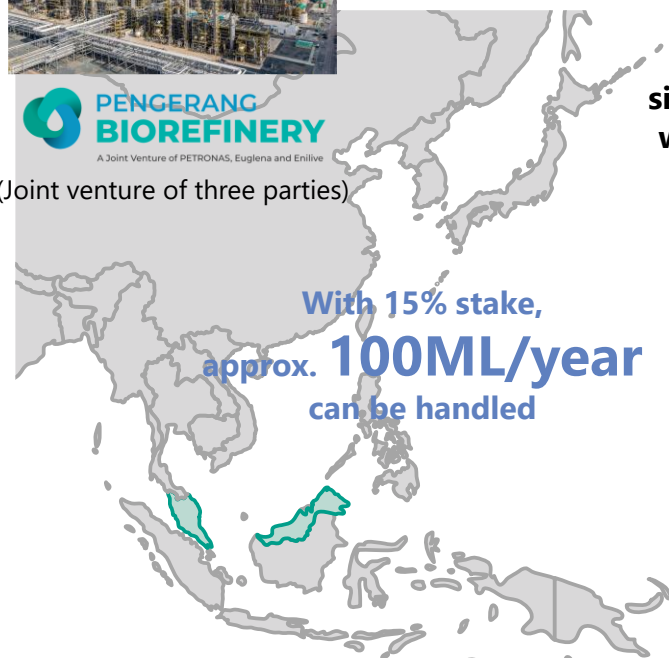 PENGERANG
BIOREFINERY
A Joint Venture of PETRONAS, Euglena and Enilive
(Joint venture of three parties)
With 15% stake,
approx. 100ML/year
can be handled